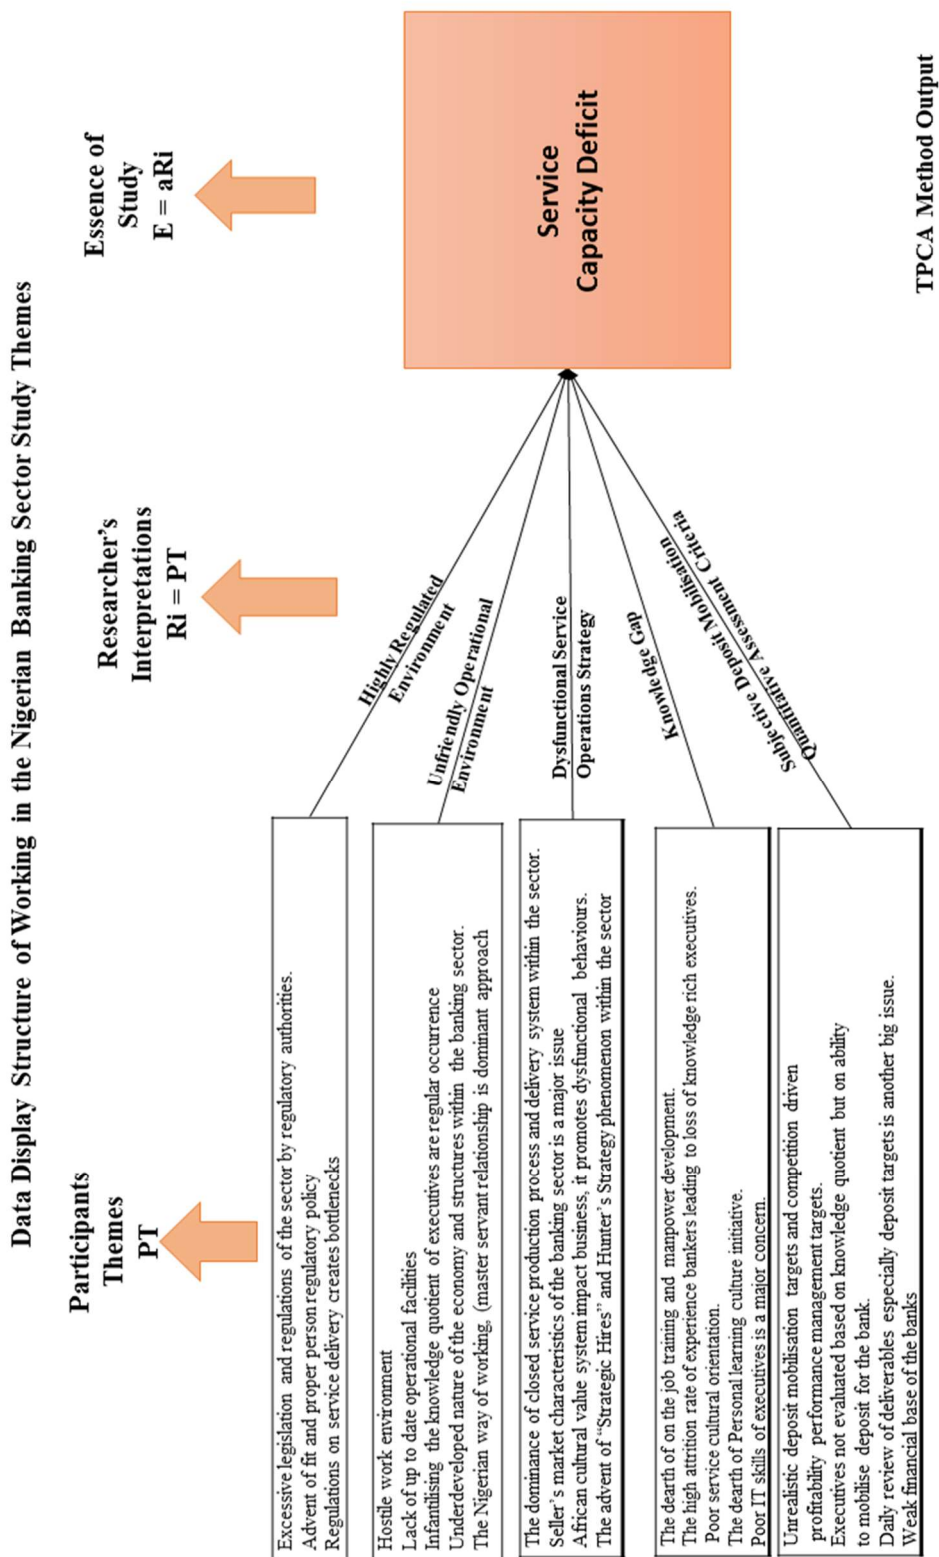 Data Display Structure of Working in the Nigerian Banking Sector Study Themes
Participants
Themes
PT
Researcher's
Interpretations
Ri = PT
Essence of
Study
E = aRi
Excessive legislation and regulations of the sector by regulatory authorities.
Advent of fit and proper person regulatory policy
Regulations on service delivery creates bottlenecks
Hostile work environment
Lack of up to date operational facilities
Infantilising the knowledge quotient of executives are regular occurrence
Underdeveloped nature of the economy and structures within the banking sector.
The Nigerian way of working, (master servant relationship is dominant approach
The dominance of closed service production process and delivery system within the sector.
Seller's market characteristics of the banking sector is a major issue
African cultural value system impact business, it promotes dysfunctional behaviours.
The advent of "Strategic Hires" and Hunter's Strategy phenomenon within the sector
The dearth of on the job training and manpower development.
The high attrition rate of experience bankers leading to loss of knowledge rich executives.
Poor service cultural orientation.
The dearth of Personal learning culture initiative.
Poor IT skills of executives is a major concern.
Unrealistic deposit mobilisation targets and competition driven
profitability performance management targets.
Executives not evaluated based on knowledge quotient but on ability
to mobilise deposit for the bank.
Daily review of deliverables especially deposit targets is another big issue.
Weak financial base of the banks
Highly Regulated
Environment
Unfriendly Operational
Environment
Dysfunctional Service
Operations Strategy
Knowledge Gap
Subjective Deposit Mobilisation
Quantitative Assessment Criteria
Service
Capacity Deficit
TPCA Method Output